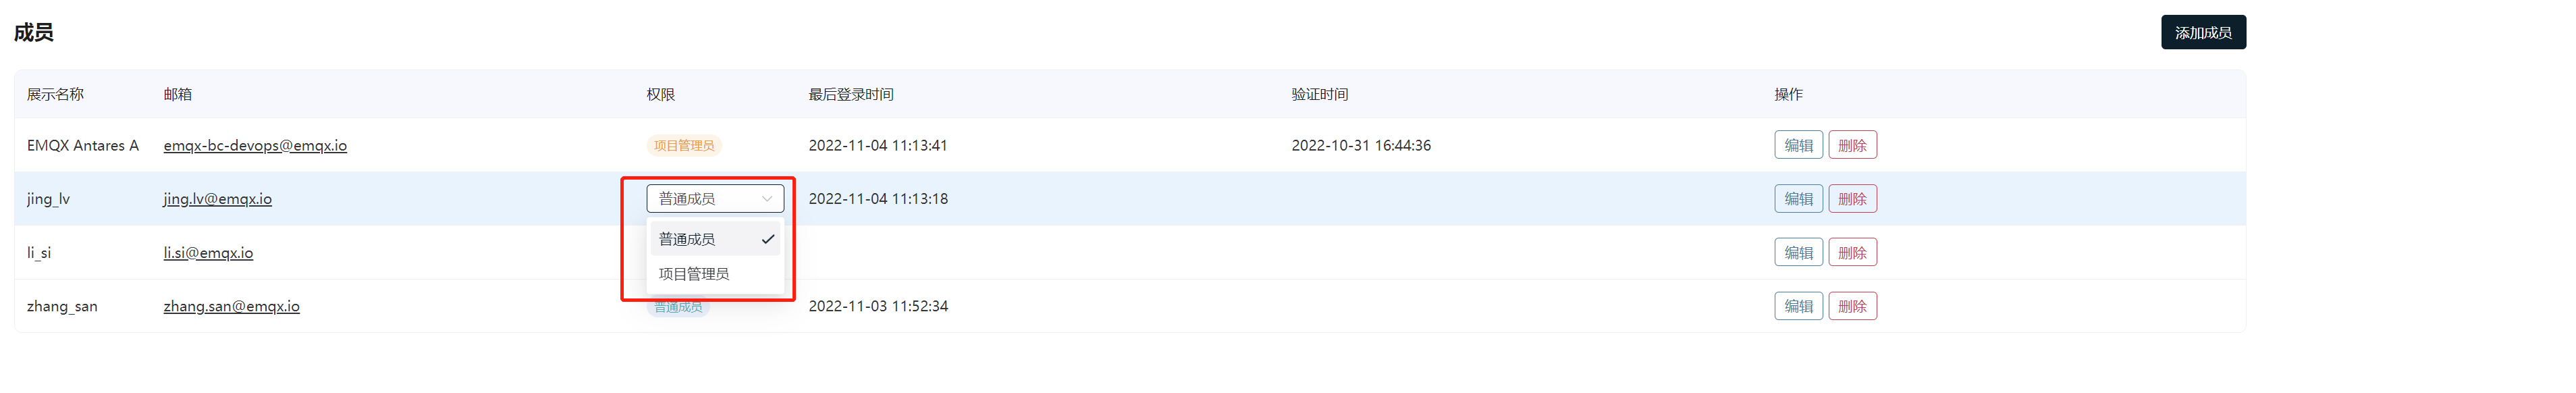 成员
添加成员
展示名称 邮箱 权限 最后登录时间 验证时间 操作
EMQX Antares A emqx-bc-devops@emqx.io 项目管理员 2022-11-04 11:13:41 2022-10-31 16:44:36 编辑 删除
jing_lv jing.lv@emqx.io 普通成员 2022-11-04 11:13:18 编辑 删除
普通成员
li_si li.si@emqx.io 编辑 删除
项目管理员
zhang_san zhang.san@emqx.io 普通成员 2022-11-03 11:52:34 编辑 删除